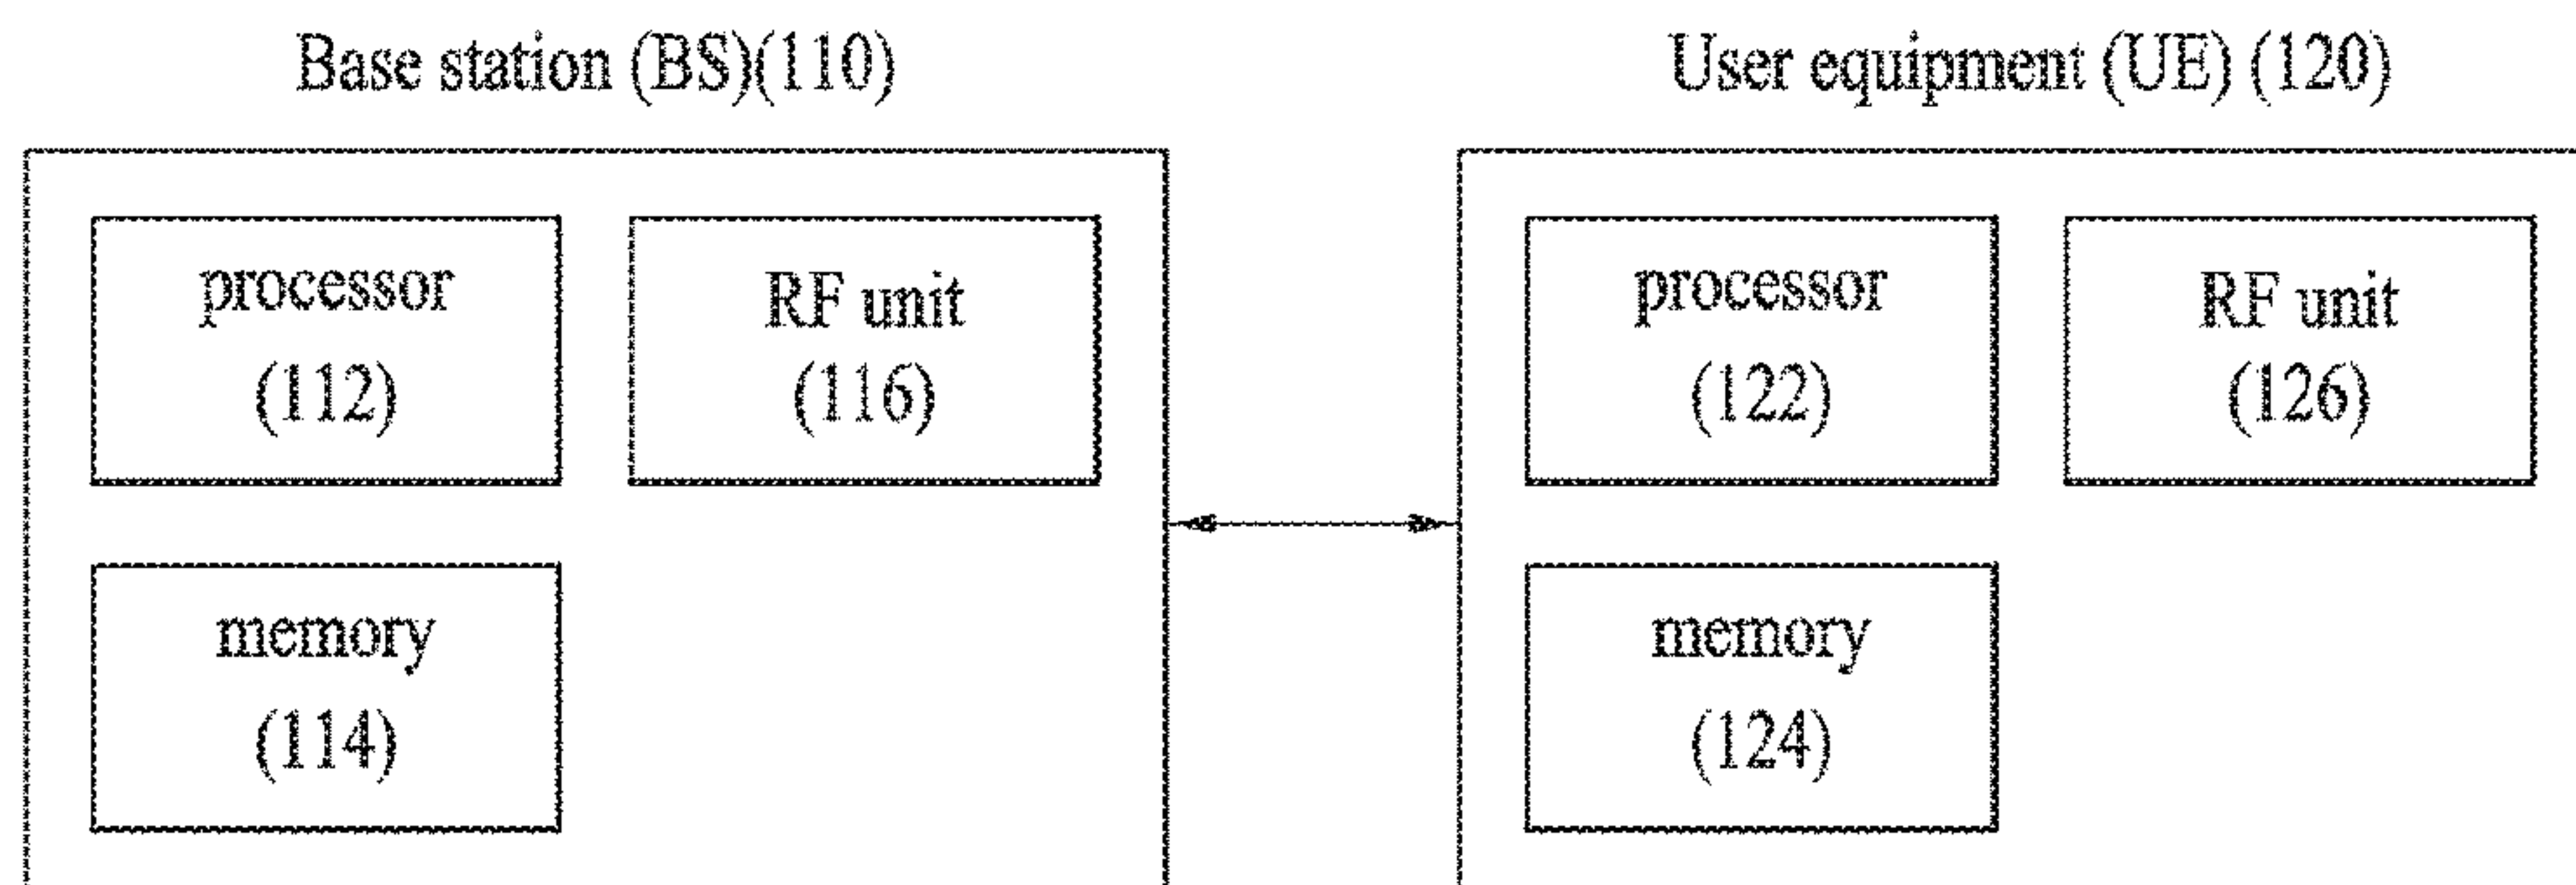 Base station (BS)(110)
processor
(112)
RF unit
(116)
memory
(114)
User equipment (UE) (120)
processor
(122)
RF unit
(126)
memory
(124)